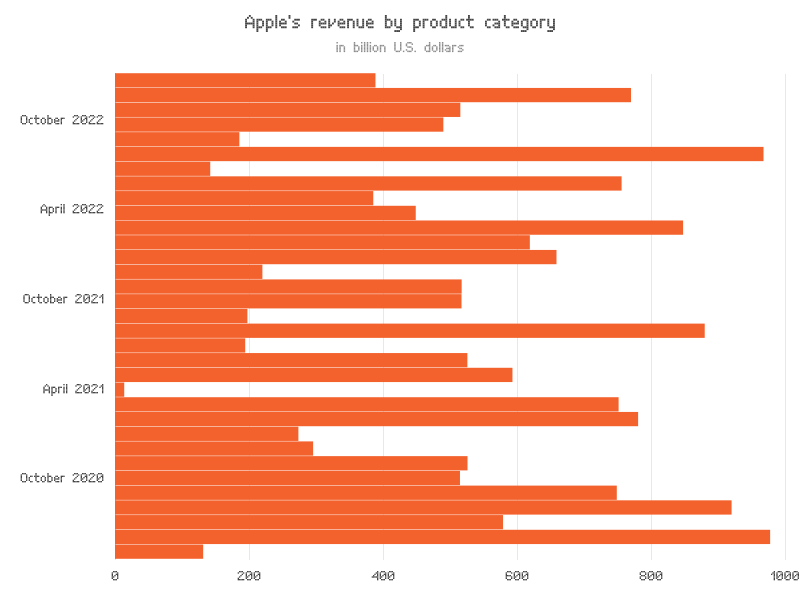 Apple's revenue by product category
in billion U.S. dollars
October 2022
April 2022
October 2021
April 2021
October 2020
0 200 400 600 800 1000